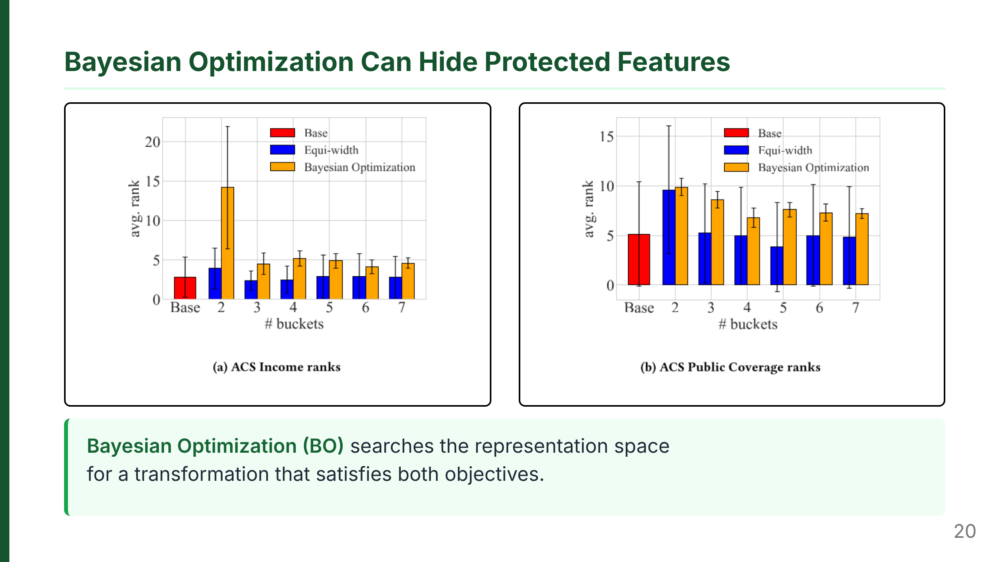 Bayesian Optimization Can Hide Protected Features
Base
Equi-width
Bayesian Optimization
20
15
10
5
0
avg. rank
Base 2 3 4 5 6 7
# buckets
(a) ACS Income ranks
Base
Equi-width
Bayesian Optimization
15
10
5
0
avg. rank
Base 2 3 4 5 6 7
# buckets
(b) ACS Public Coverage ranks
Bayesian Optimization (BO) searches the representation space
for a transformation that satisfies both objectives.
20